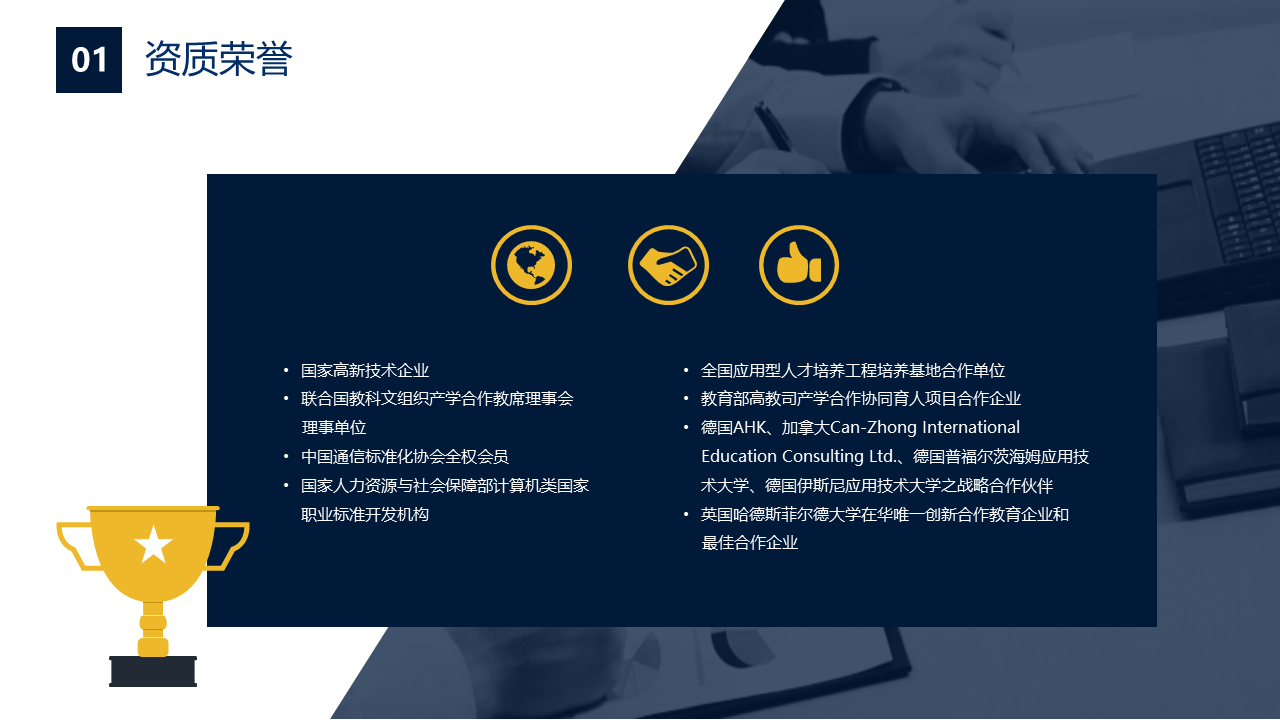 01
资质荣誉
• 国家高新技术企业
• 联合国教科文组织产学合作教席理事会
理事单位
• 中国通信标准化协会全权会员
• 国家人力资源与社会保障部计算机类国家
职业标准开发机构
• 全国应用型人才培养工程培养基地合作单位
• 教育部高教司产学合作协同育人项目合作企业
• 德国AHK、加拿大Can-Zhong International
Education Consulting Ltd.、德国普福尔茨海姆应用技
术大学、德国伊斯尼应用技术大学之战略合作伙伴
• 英国哈德斯菲尔德大学在华唯一创新合作教育企业和
最佳合作企业